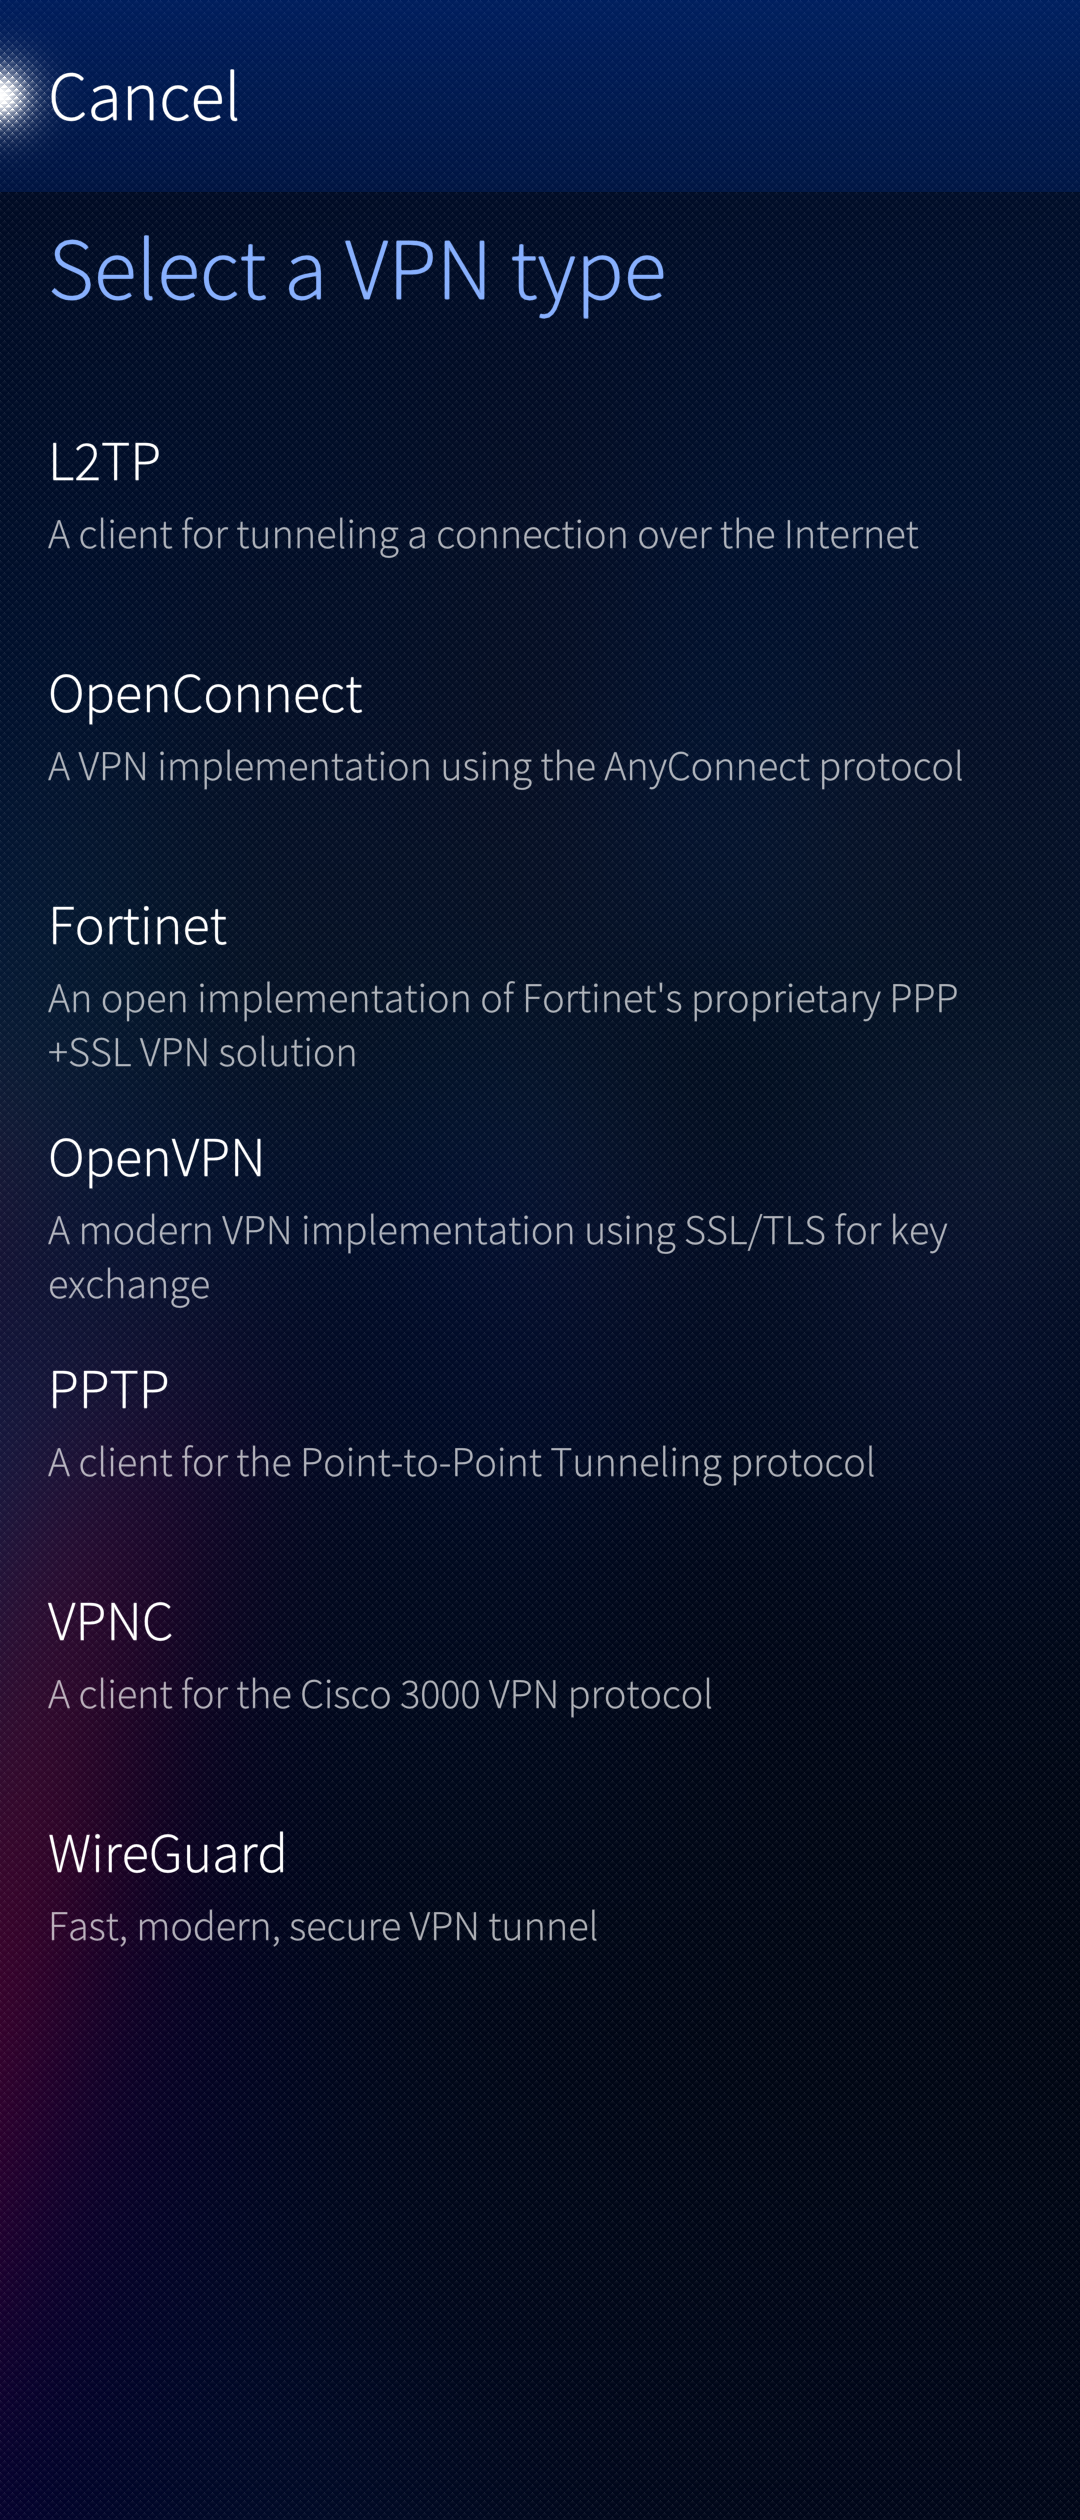 Cancel
Select a VPN type
L2TP
A client for tunneling a connection over the Internet
OpenConnect
A VPN implementation using the AnyConnect protocol
Fortinet
An open implementation of Fortinet's proprietary PPP
+SSL VPN solution
OpenVPN
A modern VPN implementation using SSL/TLS for key
exchange
PPTP
A client for the Point-to-Point Tunneling protocol
VPNC
A client for the Cisco 3000 VPN protocol
WireGuard
Fast, modern, secure VPN tunnel